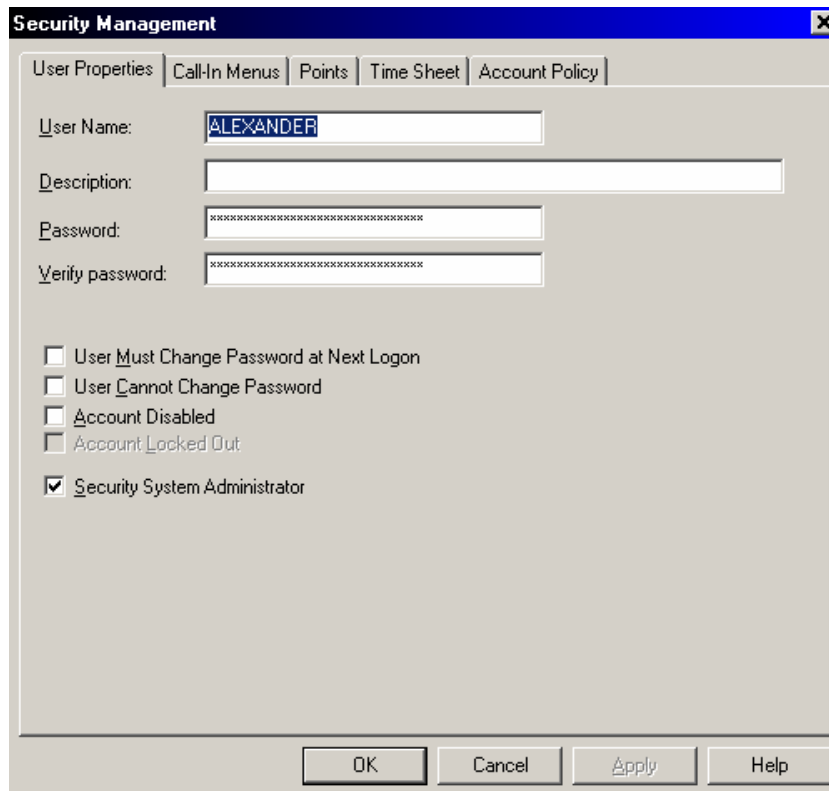 Security Management
User Properties Call-In Menus Points Time Sheet Account Policy
User Name: ALEXANDER
Description:
Password: ********************************
Verify password: ********************************
User Must Change Password at Next Logon
User Cannot Change Password
Account Disabled
Account Locked Out
Security System Administrator
OK Cancel Apply Help